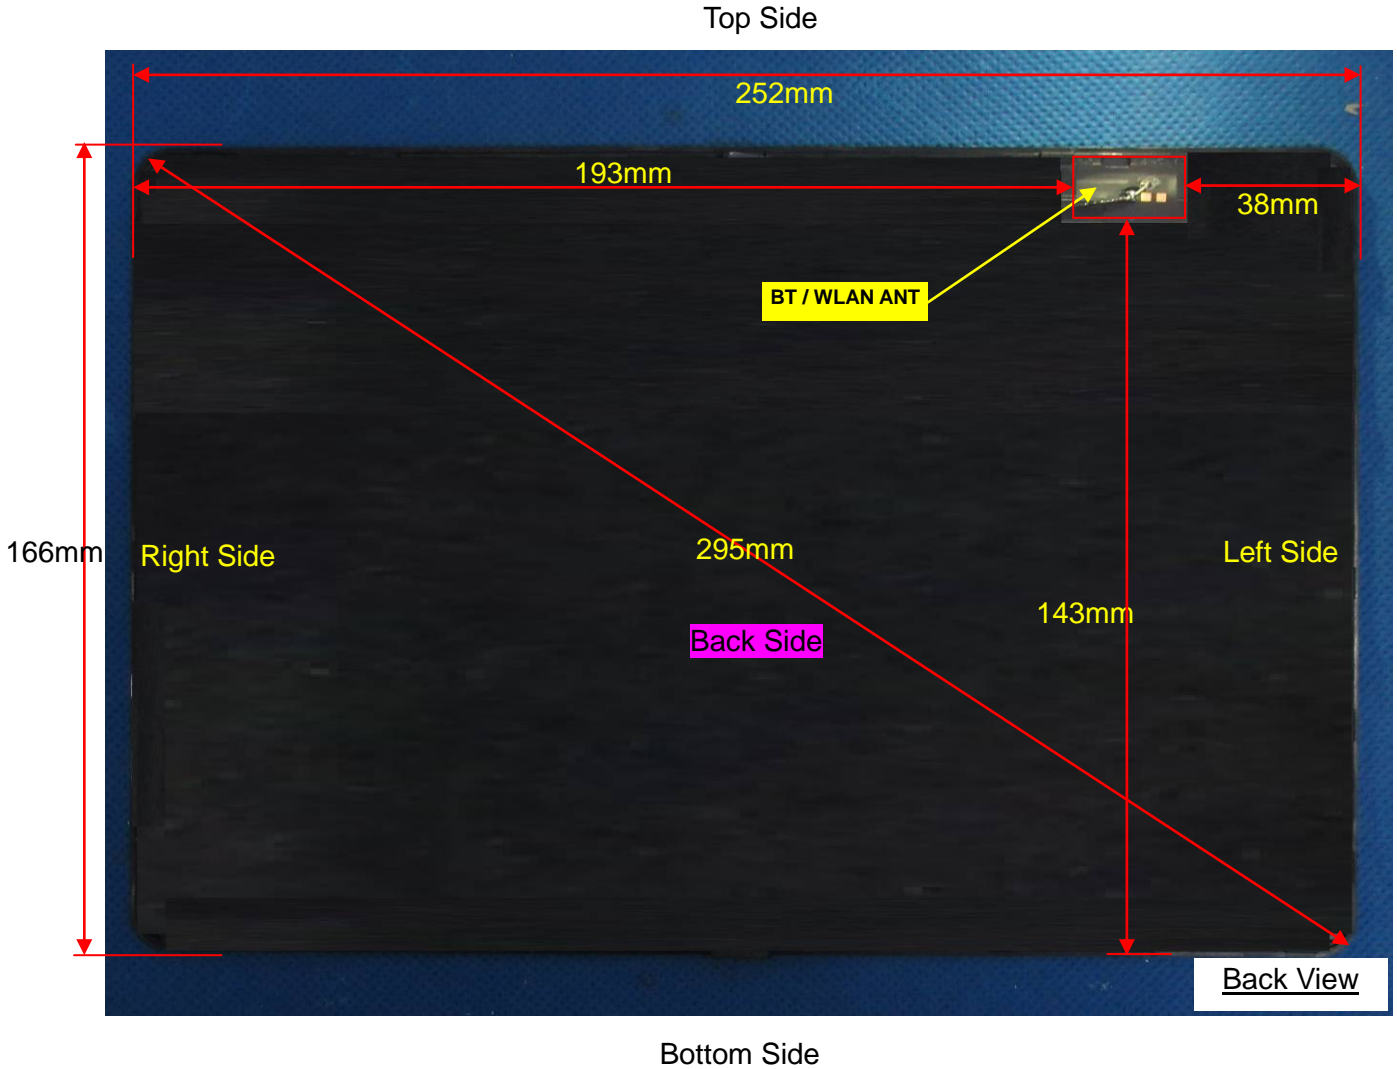 Top Side
252mm
193mm
38mm
BT / WLAN ANT
166mm
Right Side
295mm
Left Side
143mm
Back Side
Back View
Bottom Side